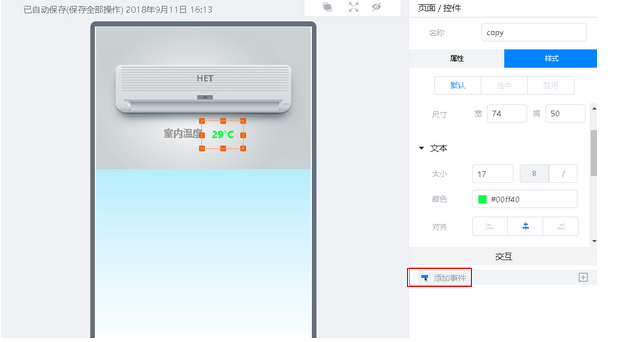 已自动保存(保存全部操作) 2018年9月11日 16:13
页面 / 控件
名称 copy
属性 样式
默认 选中 禁用
尺寸 宽 74 高 50
HET
室内温度 29°C
文本
大小 17 B /
颜色 #00ff40
对齐
交互
添加事件